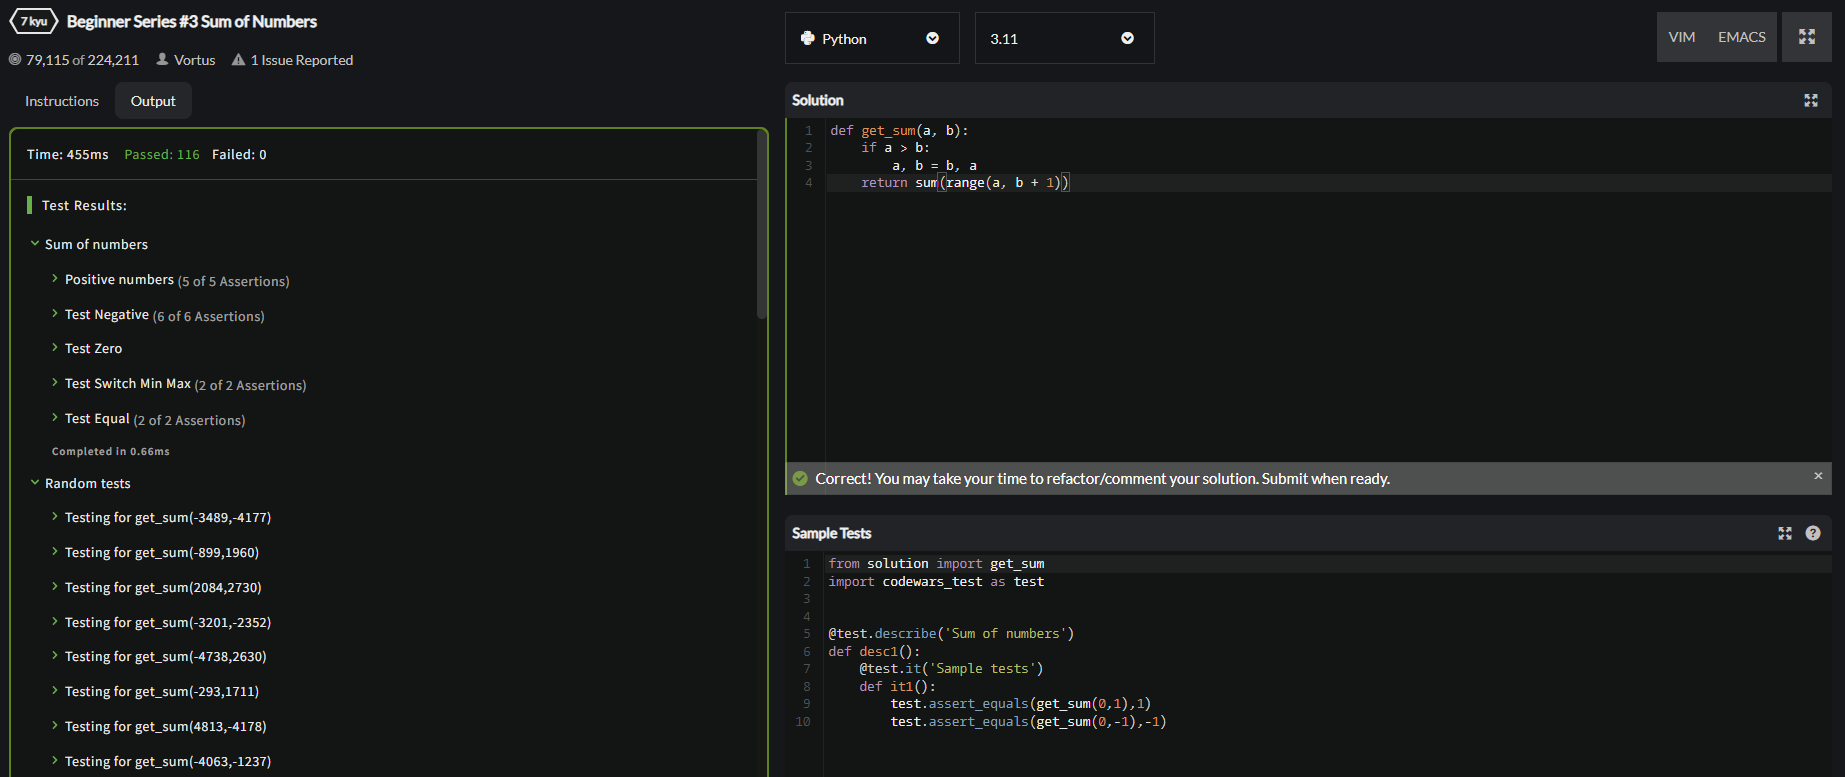 7 kyu Beginner Series #3 Sum of Numbers
79,115 of 224,211 Vortus 1 Issue Reported
Instructions Output
Time: 455ms Passed: 116 Failed: 0
Test Results:
Sum of numbers
Positive numbers (5 of 5 Assertions)
Test Negative (6 of 6 Assertions)
Test Zero
Test Switch Min Max (2 of 2 Assertions)
Test Equal (2 of 2 Assertions)
Completed in 0.66ms
Random tests
Testing for get_sum(-3489,-4177)
Testing for get_sum(-899,1960)
Testing for get_sum(2084,2730)
Testing for get_sum(-3201,-2352)
Testing for get_sum(-4738,2630)
Testing for get_sum(-293,1711)
Testing for get_sum(4813,-4178)
Testing for get_sum(-4063,-1237)
Python 3.11 VIM EMACS
Solution
1 def get_sum(a, b):
2     if a > b:
3         a, b = b, a
4     return sum(range(a, b + 1))
Correct! You may take your time to refactor/comment your solution. Submit when ready. ×
Sample Tests ?
1 from solution import get_sum
2 import codewars_test as test
3
4
5 @test.describe('Sum of numbers')
6 def desc1():
7     @test.it('Sample tests')
8     def it1():
9         test.assert_equals(get_sum(0,1),1)
10         test.assert_equals(get_sum(0,-1),-1)